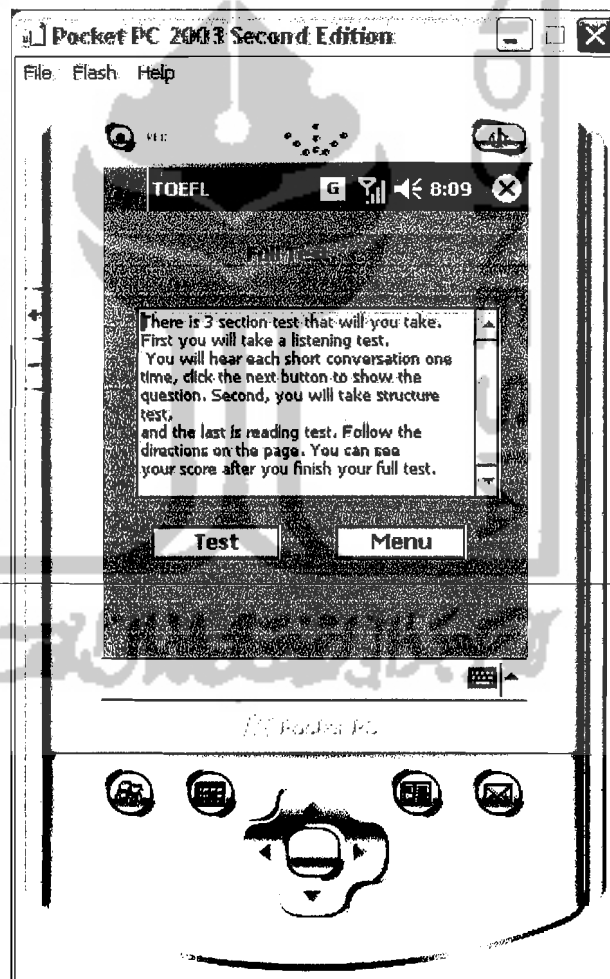 Pocket PC 2003 Second Edition
File Flash Help
TOEFL G 8:09
Full Test
There is 3 section test that will you take.
First you will take a listening test.
You will hear each short conversation one
time, click the next button to show the
question. Second, you will take structure
test,
and the last is reading test. Follow the
directions on the page. You can see
your score after you finish your full test.
Test Menu
Pocket PC